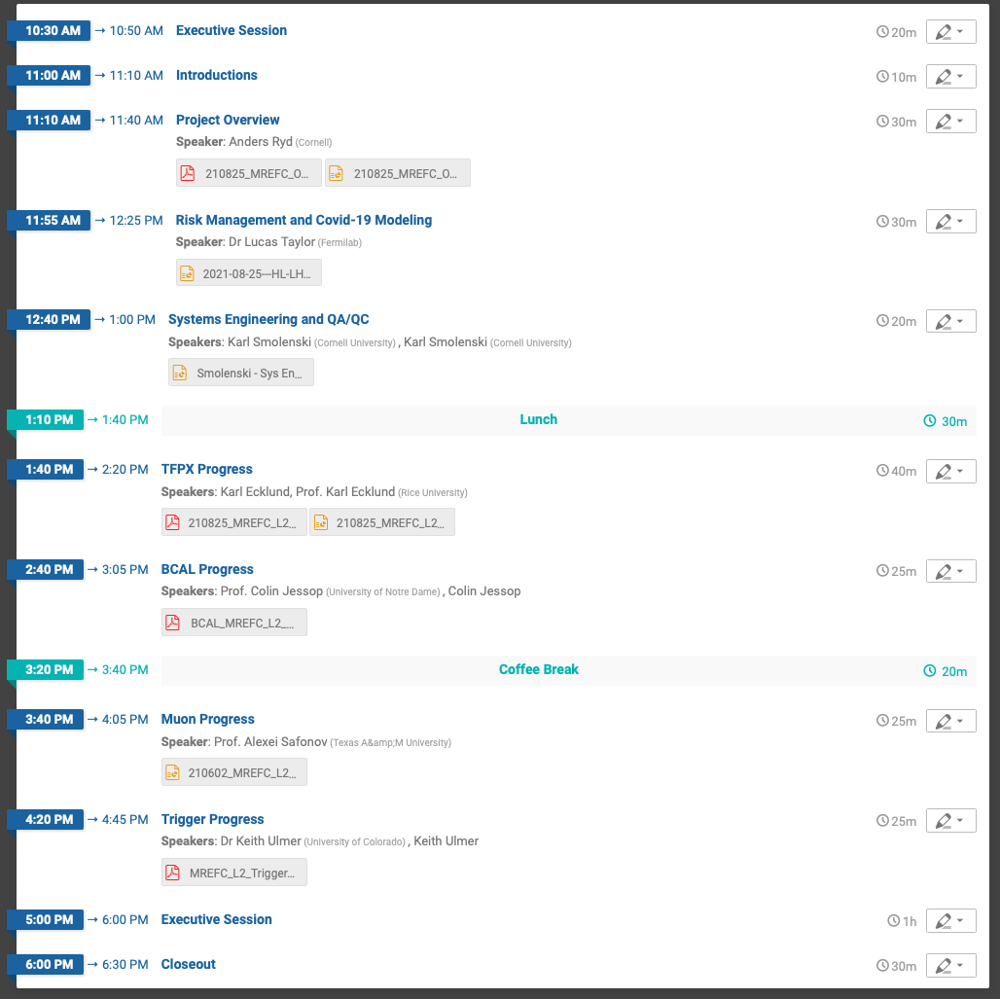 10:30 AM → 10:50 AM Executive Session 20m
11:00 AM → 11:10 AM Introductions 10m
11:10 AM → 11:40 AM Project Overview 30m
Speaker: Anders Ryd (Cornell)
210825_MREFC_O... 210825_MREFC_O...
11:55 AM → 12:25 PM Risk Management and Covid-19 Modeling 30m
Speaker: Dr Lucas Taylor (Fermilab)
2021-08-25---HL-LH...
12:40 PM → 1:00 PM Systems Engineering and QA/QC 20m
Speakers: Karl Smolenski (Cornell University) , Karl Smolenski (Cornell University)
Smolenski - Sys En...
1:10 PM → 1:40 PM Lunch 30m
1:40 PM → 2:20 PM TFPX Progress 40m
Speakers: Karl Ecklund, Prof. Karl Ecklund (Rice University)
210825_MREFC_L2_... 210825_MREFC_L2_...
2:40 PM → 3:05 PM BCAL Progress 25m
Speakers: Prof. Colin Jessop (University of Notre Dame) , Colin Jessop
BCAL_MREFC_L2_...
3:20 PM → 3:40 PM Coffee Break 20m
3:40 PM → 4:05 PM Muon Progress 25m
Speaker: Prof. Alexei Safonov (Texas A&amp;M University)
210602_MREFC_L2_...
4:20 PM → 4:45 PM Trigger Progress 25m
Speakers: Dr Keith Ulmer (University of Colorado) , Keith Ulmer
MREFC_L2_Trigger...
5:00 PM → 6:00 PM Executive Session 1h
6:00 PM → 6:30 PM Closeout 30m